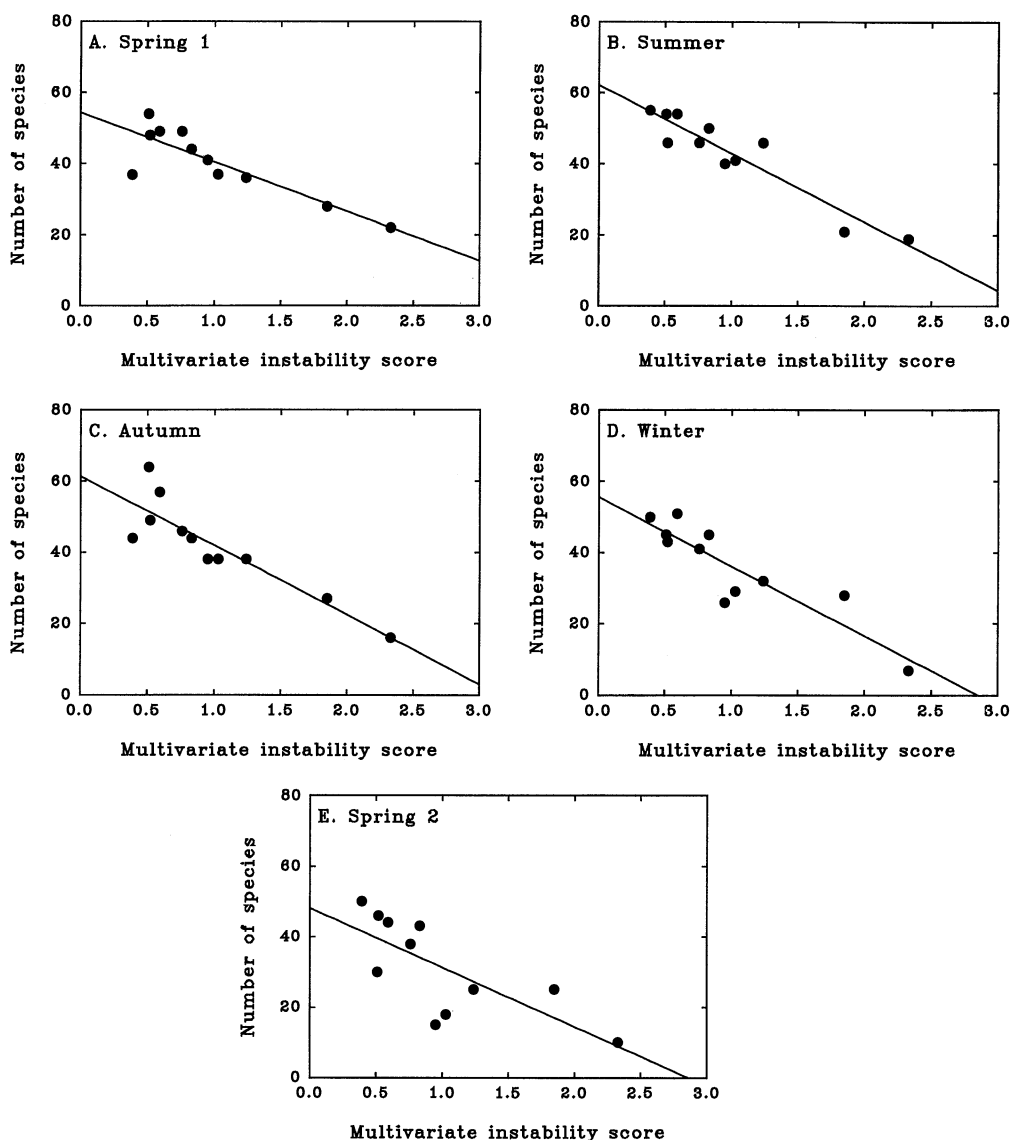 A. Spring 1
Number of species
80
60
40
20
0
0.0 0.5 1.0 1.5 2.0 2.5 3.0
Multivariate instability score
B. Summer
Number of species
80
60
40
20
0
0.0 0.5 1.0 1.5 2.0 2.5 3.0
Multivariate instability score
C. Autumn
Number of species
80
60
40
20
0
0.0 0.5 1.0 1.5 2.0 2.5 3.0
Multivariate instability score
D. Winter
Number of species
80
60
40
20
0
0.0 0.5 1.0 1.5 2.0 2.5 3.0
Multivariate instability score
E. Spring 2
Number of species
80
60
40
20
0
0.0 0.5 1.0 1.5 2.0 2.5 3.0
Multivariate instability score